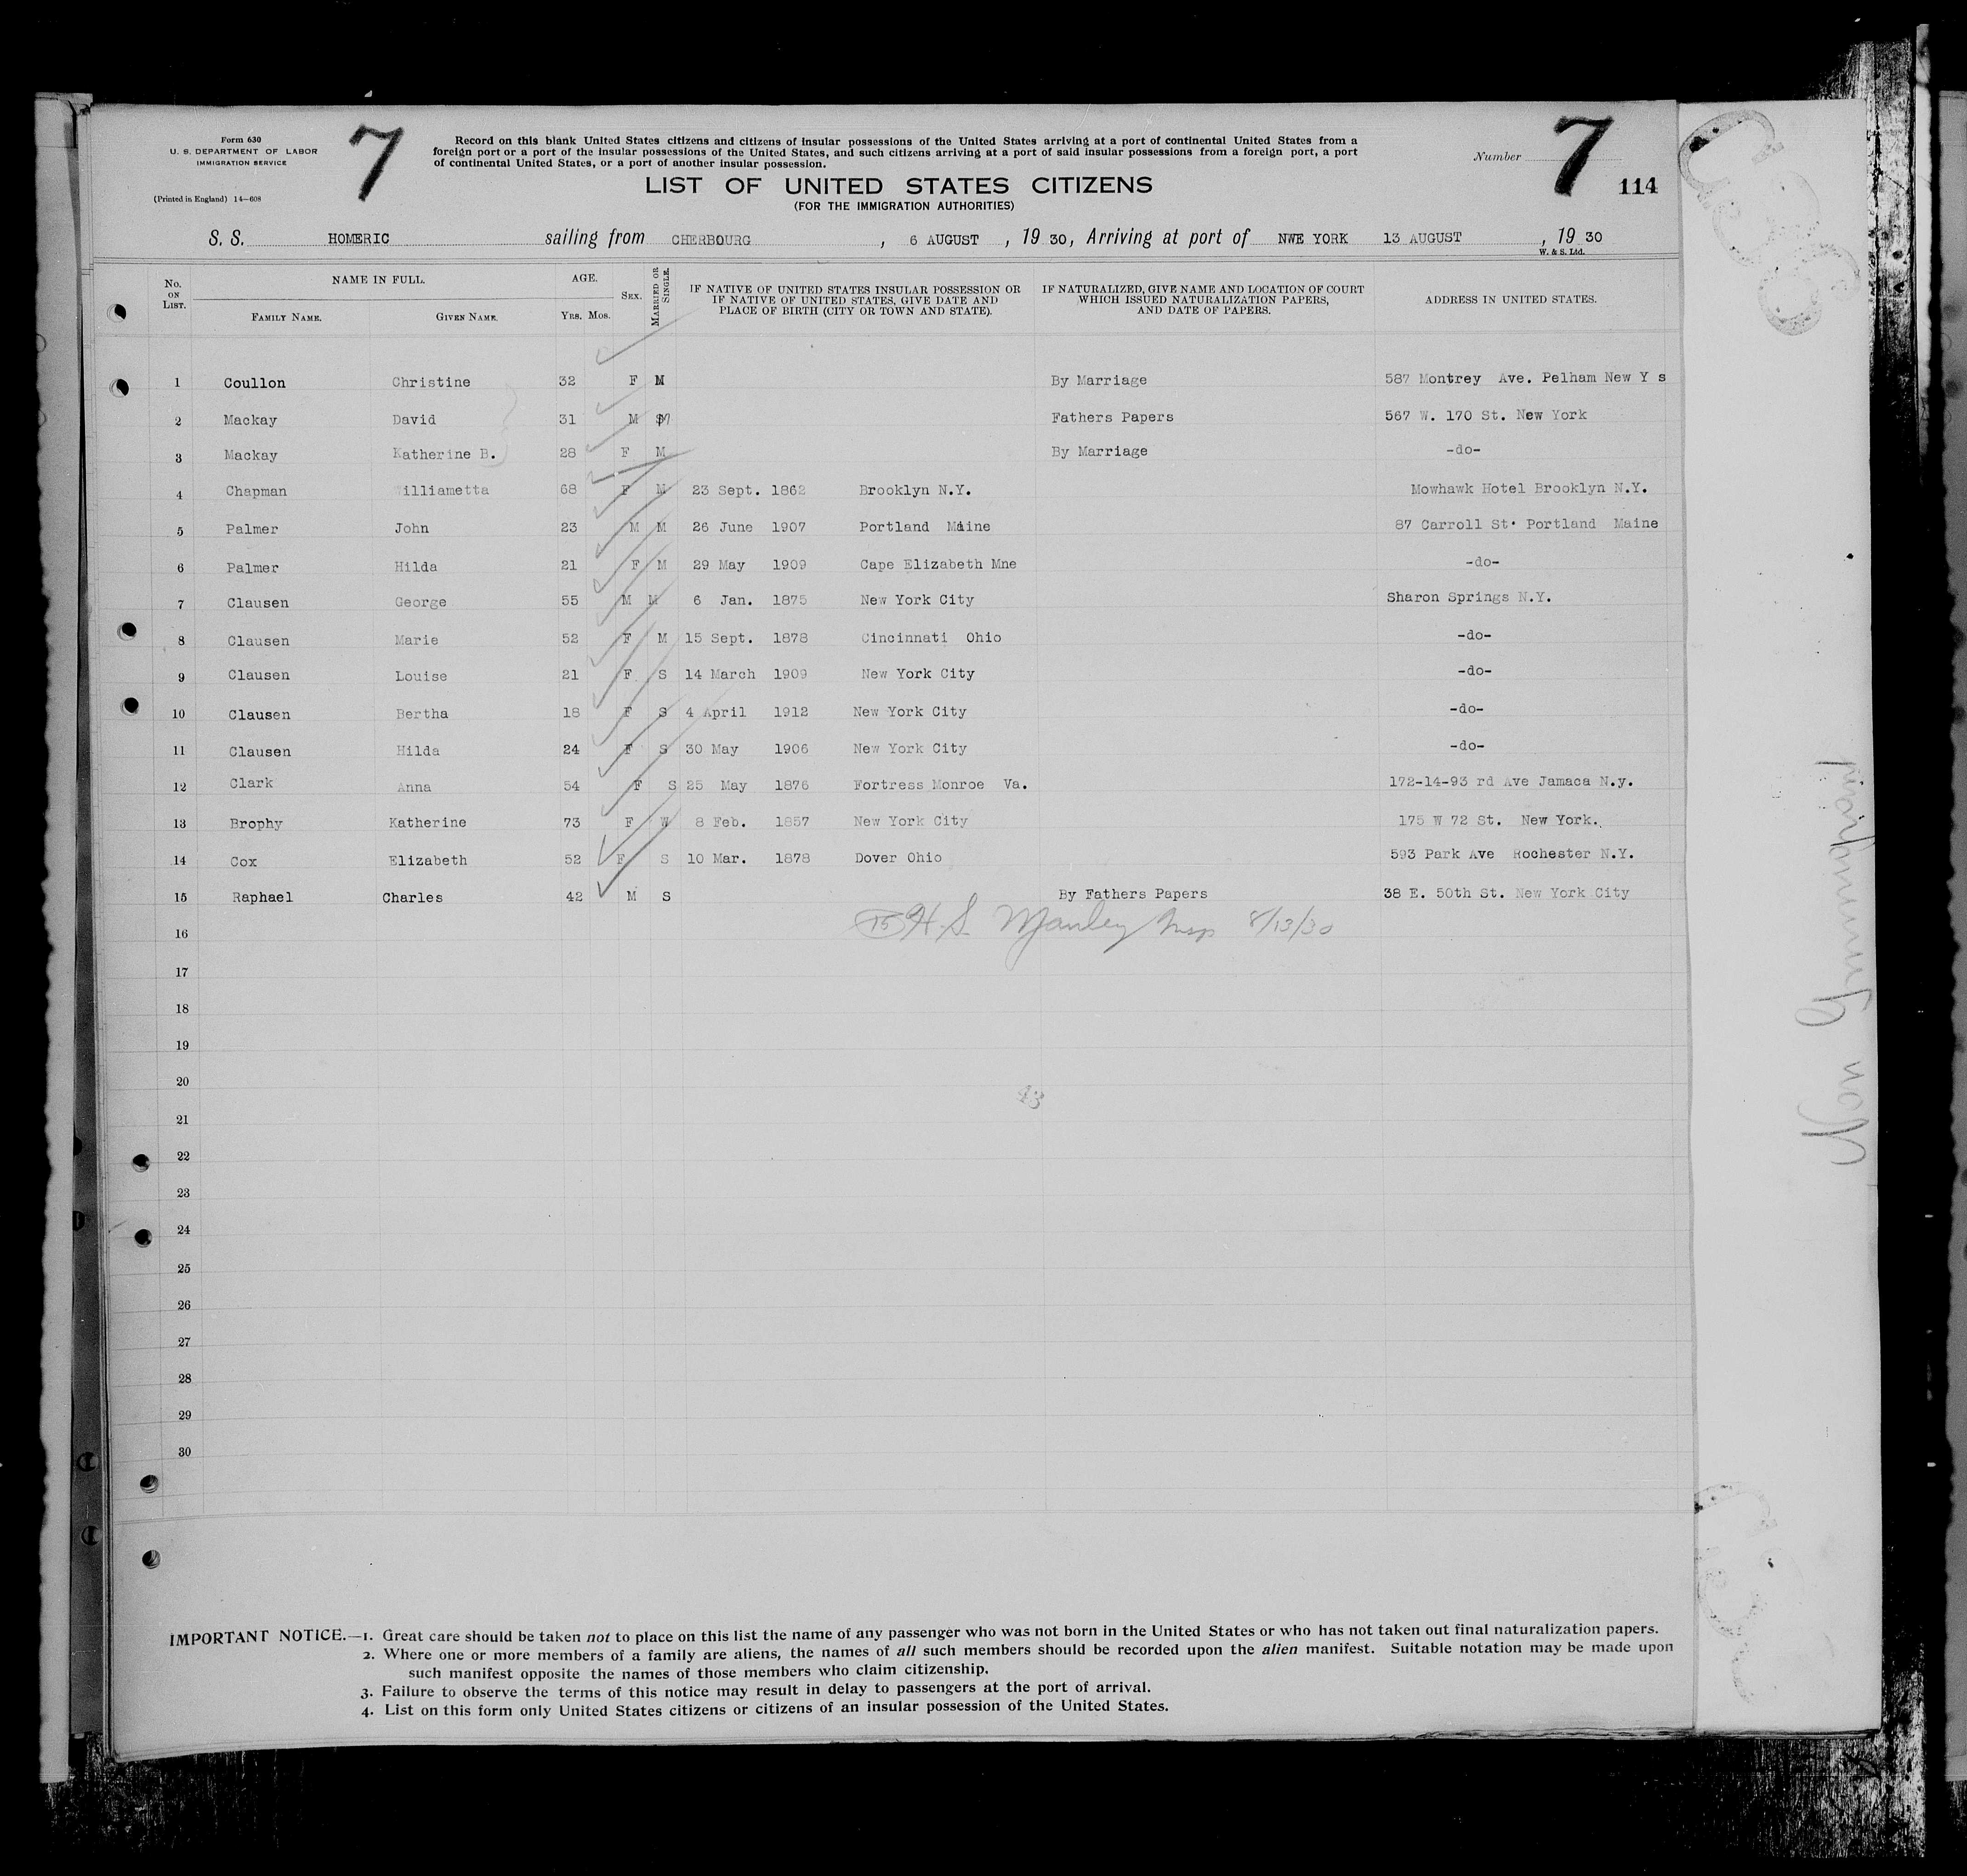 Form 630
U. S. DEPARTMENT OF LABOR
IMMIGRATION SERVICE
(Printed in England) 14—608
7
Record on this blank United States citizens and citizens of insular possessions of the United States arriving at a port of continental United States from a
foreign port or a port of the insular possessions of the United States, and such citizens arriving at a port of said insular possessions from a foreign port, a port
of continental United States, or a port of another insular possession.
Number 7
114
LIST OF UNITED STATES CITIZENS
(FOR THE IMMIGRATION AUTHORITIES)
S. S. HOMERIC sailing from CHERBOURG , 6 AUGUST , 19 30, Arriving at port of NWE YORK 13 AUGUST , 19 30
W. & S. Ltd.
No. ON LIST. NAME IN FULL. FAMILY NAME. GIVEN NAME. AGE. YRS. MOS. SEX. MARRIED OR SINGLE. IF NATIVE OF UNITED STATES INSULAR POSSESSION OR IF NATIVE OF UNITED STATES, GIVE DATE AND PLACE OF BIRTH (CITY OR TOWN AND STATE). IF NATURALIZED, GIVE NAME AND LOCATION OF COURT WHICH ISSUED NATURALIZATION PAPERS, AND DATE OF PAPERS. ADDRESS IN UNITED STATES.
1 Coullon Christine 32 F M By Marriage 587 Montrey Ave. Pelham New Y s
2 Mackay David 31 M M Fathers Papers 567 W. 170 St. New York
3 Mackay Katherine B. 28 F M By Marriage -do-
4 Chapman Williametta 68 F M 23 Sept. 1862 Brooklyn N.Y. Mowhawk Hotel Brooklyn N.Y.
5 Palmer John 23 M M 26 June 1907 Portland Maine 87 Carroll St. Portland Maine
6 Palmer Hilda 21 F M 29 May 1909 Cape Elizabeth Mne -do-
7 Clausen George 55 M M 6 Jan. 1875 New York City Sharon Springs N.Y.
8 Clausen Marie 52 F M 15 Sept. 1878 Cincinnati Ohio -do-
9 Clausen Louise 21 F. S 14 March 1909 New York City -do-
10 Clausen Bertha 18 F S 4 April 1912 New York City -do-
11 Clausen Hilda 24 F S 30 May 1906 New York City -do-
12 Clark Anna 54 F S 25 May 1876 Fortress Monroe Va. 172-14-93 rd Ave Jamaca N.y.
13 Brophy Katherine 73 F W 8 Feb. 1857 New York City 175 W 72 St. New York.
14 Cox Elizabeth 52 F S 10 Mar. 1878 Dover Ohio 593 Park Ave Rochester N.Y.
15 Raphael Charles 42 M S By Fathers Papers 38 E. 50th St. New York City
15 H. S. Manley Insp 8/13/30
16
17
18
19
20
43
21
22
23
24
25
26
27
28
29
30
IMPORTANT NOTICE.—1. Great care should be taken not to place on this list the name of any passenger who was not born in the United States or who has not taken out final naturalization papers.
2. Where one or more members of a family are aliens, the names of all such members should be recorded upon the alien manifest. Suitable notation may be made upon
such manifest opposite the names of those members who claim citizenship.
3. Failure to observe the terms of this notice may result in delay to passengers at the port of arrival.
4. List on this form only United States citizens or citizens of an insular possession of the United States.